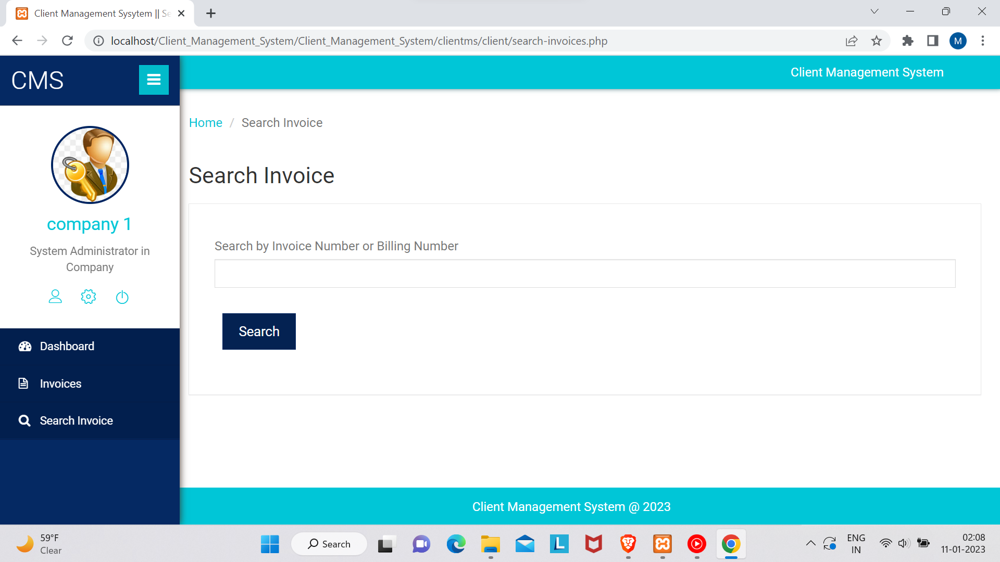 Client Management Sysytem || Se
localhost/Client_Management_System/Client_Management_System/clientms/client/search-invoices.php
M
CMS
Client Management System
Home / Search Invoice
company 1
System Administrator in
Company
Dashboard
Invoices
Search Invoice
Search Invoice
Search by Invoice Number or Billing Number
Search
Client Management System @ 2023
59°F
Clear
Search
L
ENG
IN
02:08
11-01-2023